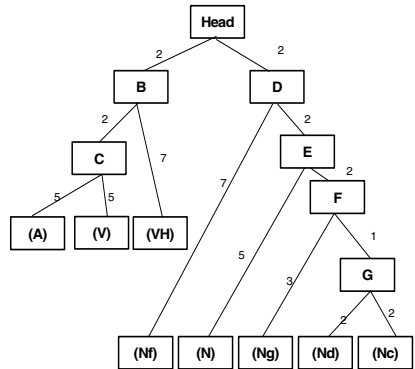 Head
2 2
B D
2 7 2
C E
7 2
5 5 F
(A) (V) (VH)
5 3 1
G
2 2
(Nf) (N) (Ng) (Nd) (Nc)